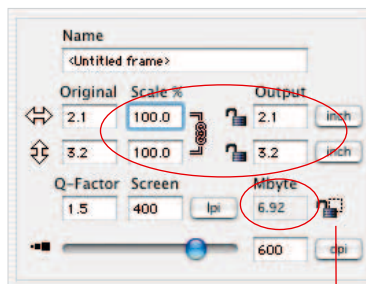 Name
<Untitled frame>
Original Scale % Output
2.1 100.0 2.1 inch
3.2 100.0 3.2 inch
Q-Factor Screen Mbyte
1.5 400 lpi 6.92
600 dpi